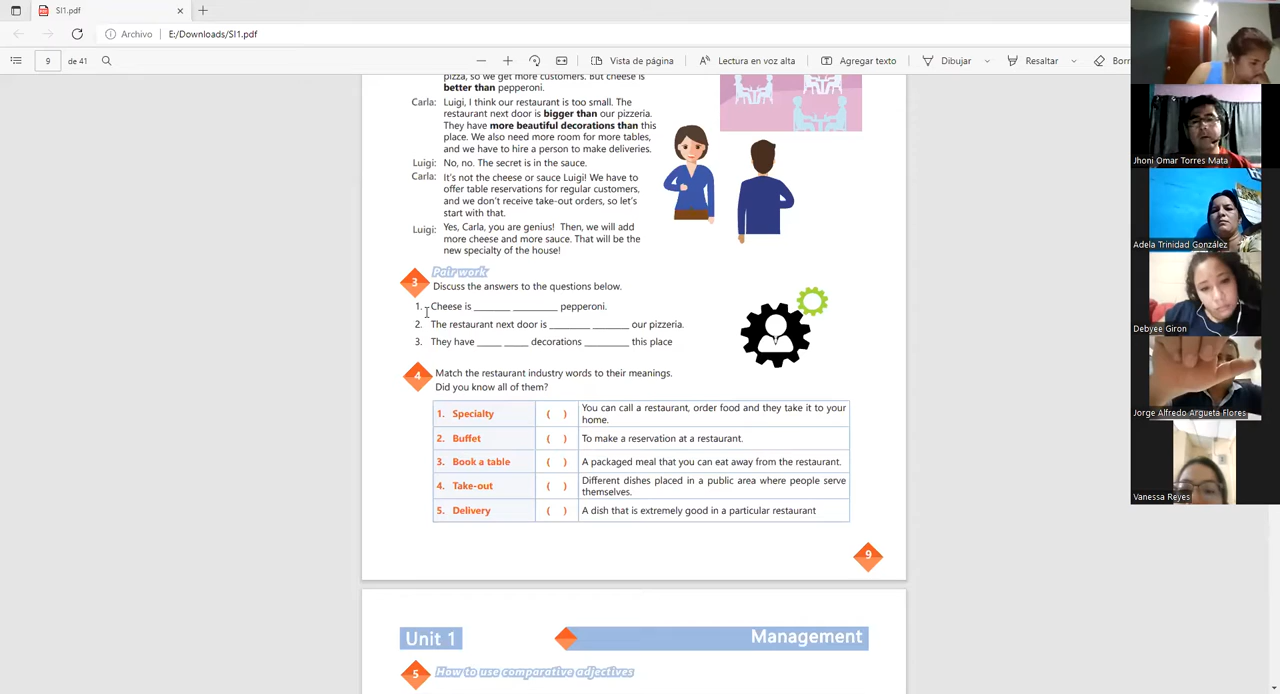 SI1.pdf
Archivo
E:/Downloads/SI1.pdf
9
de 41
Vista de página
Lectura en voz alta
Agregar texto
Dibujar
Resaltar
Borr
pizza, so we get more customers. But cheese is
better than pepperoni.
Carla: Luigi, I think our restaurant is too small. The
restaurant next door is bigger than our pizzeria.
They have more beautiful decorations than this
place. We also need more room for more tables,
and we have to hire a person to make deliveries.
Luigi: No, no. The secret is in the sauce.
Carla: It's not the cheese or sauce Luigi! We have to
offer table reservations for regular customers,
and we don't receive take-out orders, so let's
start with that.
Luigi: Yes, Carla, you are genius! Then, we will add
more cheese and more sauce. That will be the
new specialty of the house!
3 Pair work
Discuss the answers to the questions below.
1. Cheese is ________ __________ pepperoni.
2. The restaurant next door is _________ ________ our pizzeria.
3. They have _____ _____ decorations __________ this place
4 Match the restaurant industry words to their meanings.
Did you know all of them?
1. Specialty ( ) You can call a restaurant, order food and they take it to your
home.
2. Buffet ( ) To make a reservation at a restaurant.
3. Book a table ( ) A packaged meal that you can eat away from the restaurant.
4. Take-out ( ) Different dishes placed in a public area where people serve
themselves.
5. Delivery ( ) A dish that is extremely good in a particular restaurant
9
Unit 1
Management
5 How to use comparative adjectives
Jhoni Omar Torres Mata
Adela Trinidad González
Debyee Giron
Jorge Alfredo Argueta Flores
Vanessa Reyes